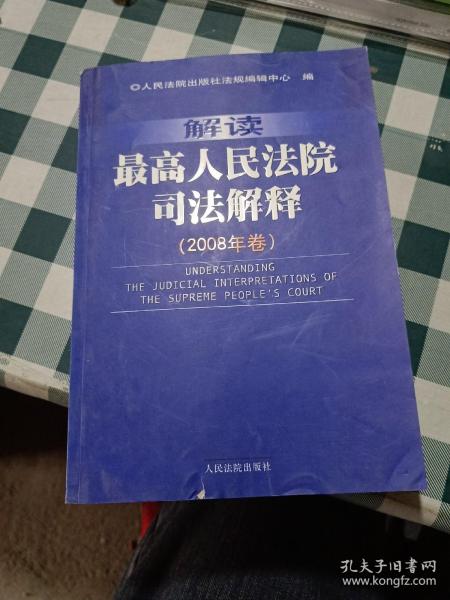 ◎人民法院出版社法规编辑中心 编
解读
最高人民法院
司法解释
(2008年卷)
UNDERSTANDING
THE JUDICIAL INTERPRETATIONS OF
THE SUPREME PEOPLE'S COURT
人民法院出版社
孔夫子旧书网
www.kongfz.com